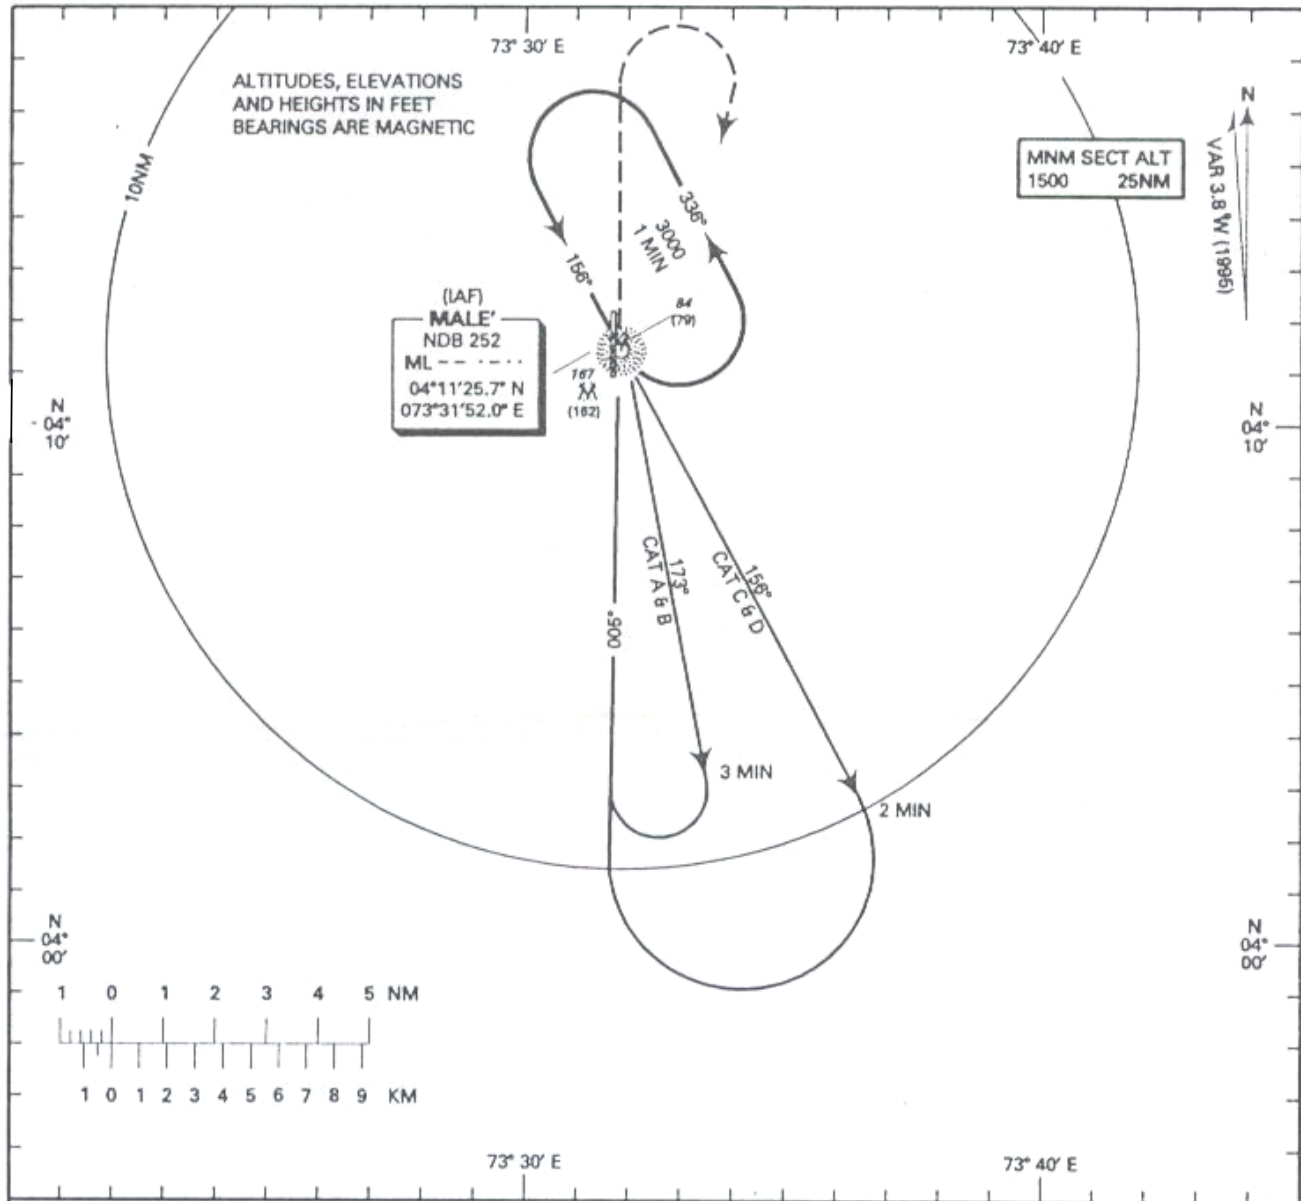 73° 30′ E
73° 40′ E
ALTITUDES, ELEVATIONS
AND HEIGHTS IN FEET
BEARINGS ARE MAGNETIC
N
MNM SECT ALT
1500 25NM
VAR 3.8°W (1995)
10NM
336°
3000
1 MIN
156°
(IAF)
MALE'
NDB 252
ML
04°11′25.7″ N
073°31′52.0″ E
84
(79)
167
(162)
N
04°
10′
N
04°
10′
173°
CAT A & B
156°
CAT C & D
005°
3 MIN
2 MIN
N
04°
00′
N
04°
00′
1 0 1 2 3 4 5 NM
1 0 1 2 3 4 5 6 7 8 9 KM
73° 30′ E
73° 40′ E